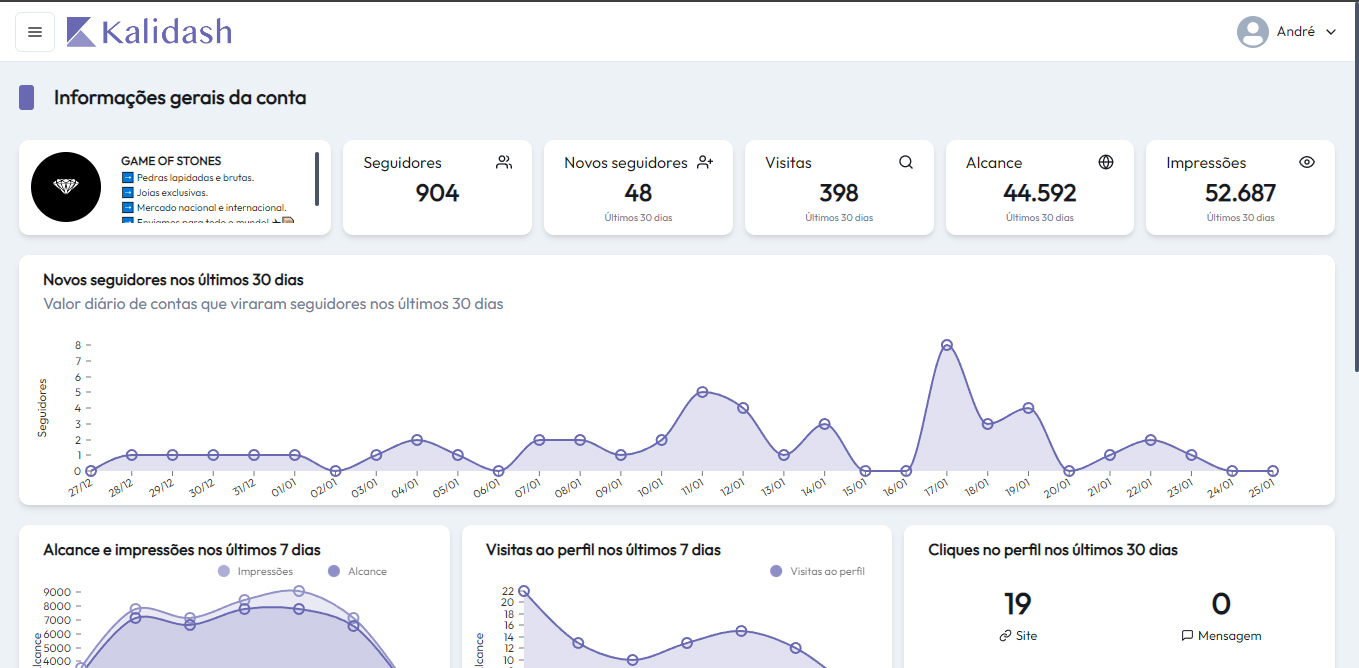 Kalidash
André
Informações gerais da conta
GAME OF STONES
➡️ Pedras lapidadas e brutas.
➡️ Joias exclusivas.
➡️ Mercado nacional e internacional.
➡️ Enviamos para todo o mundo!
Seguidores
904
Novos seguidores
48
Últimos 30 dias
Visitas
398
Últimos 30 dias
Alcance
44.592
Últimos 30 dias
Impressões
52.687
Últimos 30 dias
Novos seguidores nos últimos 30 dias
Valor diário de contas que viraram seguidores nos últimos 30 dias
Seguidores
8
7
6
5
4
3
2
1
0
27/12 28/12 29/12 30/12 31/12 01/01 02/01 03/01 04/01 05/01 06/01 07/01 08/01 09/01 10/01 11/01 12/01 13/01 14/01 15/01 16/01 17/01 18/01 19/01 20/01 21/01 22/01 23/01 24/01 25/01
Alcance e impressões nos últimos 7 dias
Impressões Alcance
9000
8000
7000
6000
5000
4000
Visitas ao perfil nos últimos 7 dias
Visitas ao perfil
22
20
18
16
14
12
10
Cliques no perfil nos últimos 30 dias
19
Site
0
Mensagem